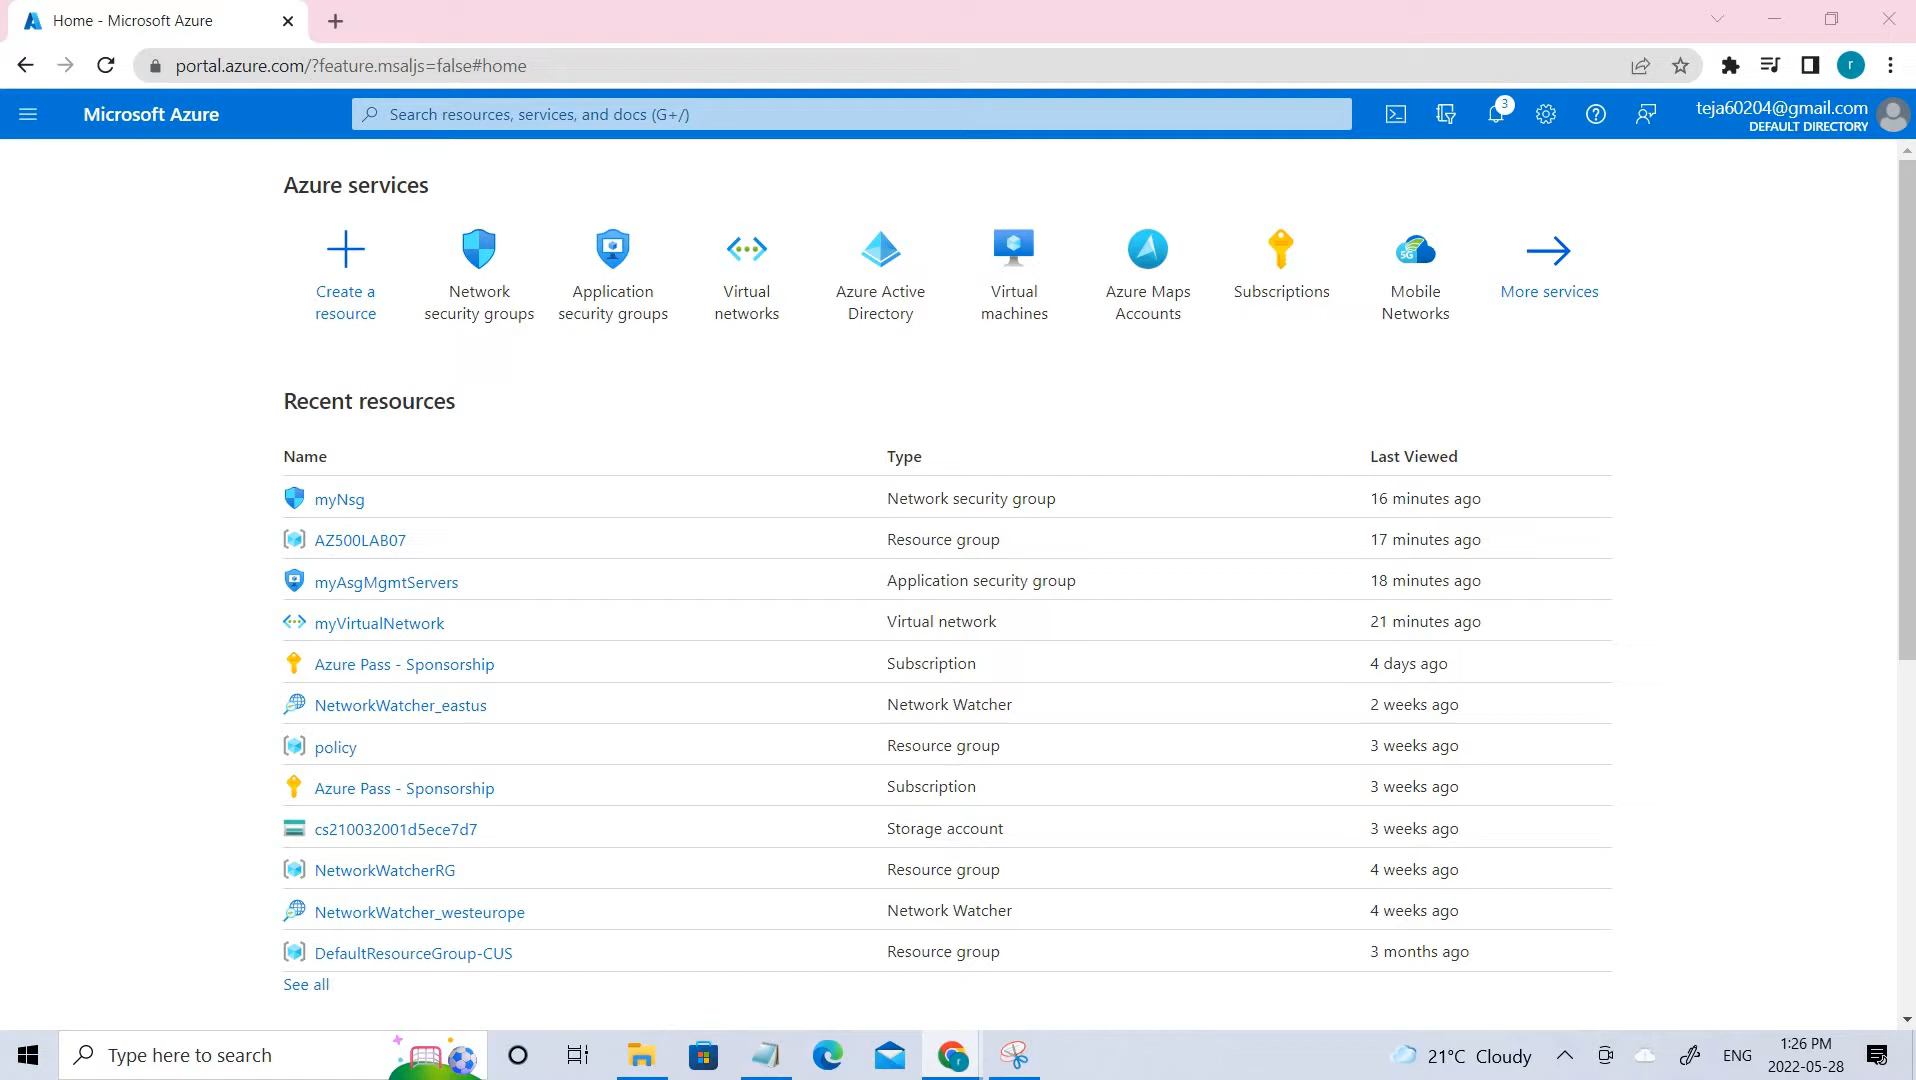 Home - Microsoft Azure
portal.azure.com/?feature.msaljs=false#home
r
Microsoft Azure
Search resources, services, and docs (G+/)
3
teja60204@gmail.com
DEFAULT DIRECTORY
Azure services
Create a resource
Network security groups
Application security groups
Virtual networks
Azure Active Directory
Virtual machines
Azure Maps Accounts
Subscriptions
5G
Mobile Networks
More services
Recent resources
Name Type Last Viewed
myNsg Network security group 16 minutes ago
AZ500LAB07 Resource group 17 minutes ago
myAsgMgmtServers Application security group 18 minutes ago
myVirtualNetwork Virtual network 21 minutes ago
Azure Pass - Sponsorship Subscription 4 days ago
NetworkWatcher_eastus Network Watcher 2 weeks ago
policy Resource group 3 weeks ago
Azure Pass - Sponsorship Subscription 3 weeks ago
cs210032001d5ece7d7 Storage account 3 weeks ago
NetworkWatcherRG Resource group 4 weeks ago
NetworkWatcher_westeurope Network Watcher 4 weeks ago
DefaultResourceGroup-CUS Resource group 3 months ago
See all
Type here to search
r
21°C Cloudy
ENG
1:26 PM
2022-05-28